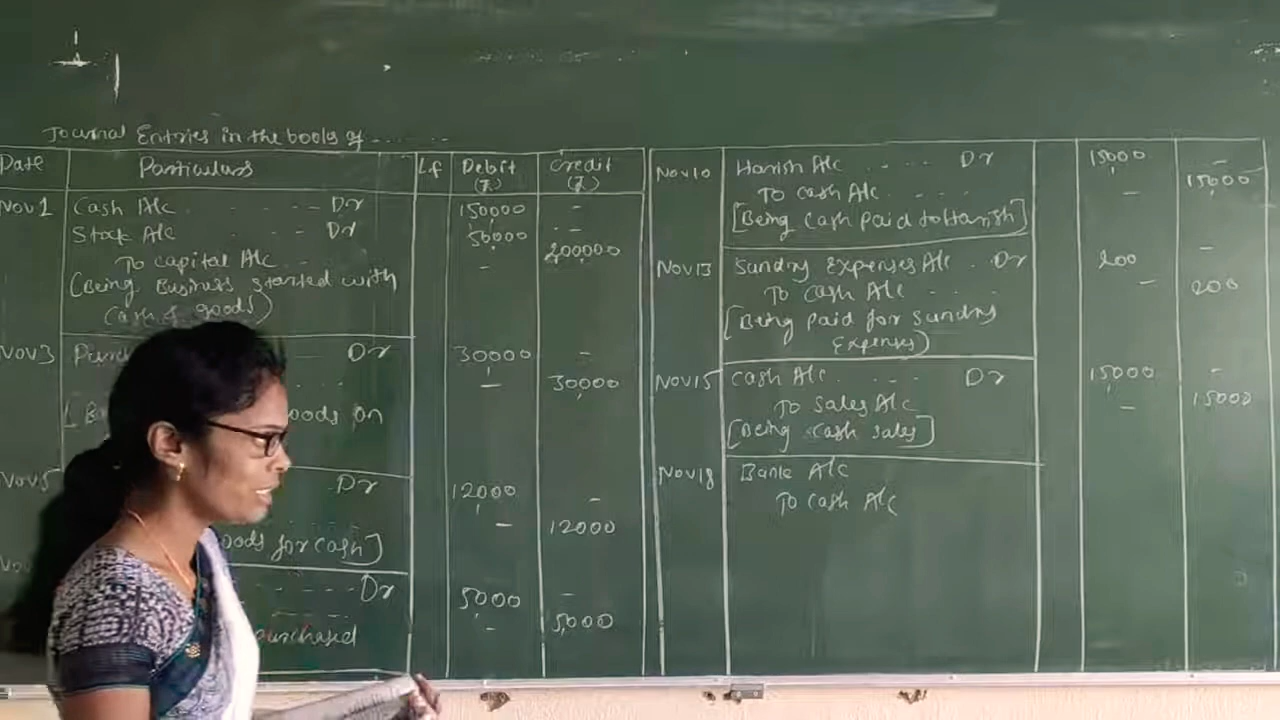 Journal Entries in the books of ........
Date Particulars Lf Debit (₹) Credit (₹)
Nov 1 Cash A/c ...... Dr 150000 -
Stock A/c ...... Dr 50000 -
To capital A/c ... - 200000
(Being Business started with
Cash & goods)
Nov 3 Dr 30000 -
- 30000
oods on
Nov 5 Dr 12000 -
- 12000
oods for cash]
.... Dr 5000 -
- 5000
purchased
Nov 10 Harish A/c .... Dr 15000 -
To cash A/c .... - 15000
[Being Cash paid to Harish]
Nov 13 Sundry Expenses A/c . Dr 200 -
To Cash A/c .... - 200
[Being paid for Sundry
Expenses)
Nov 15 Cash A/c .... Dr 15000 -
To Sales A/c - 15000
[Being cash sales]
Nov 18 Bank A/c
To cash A/c